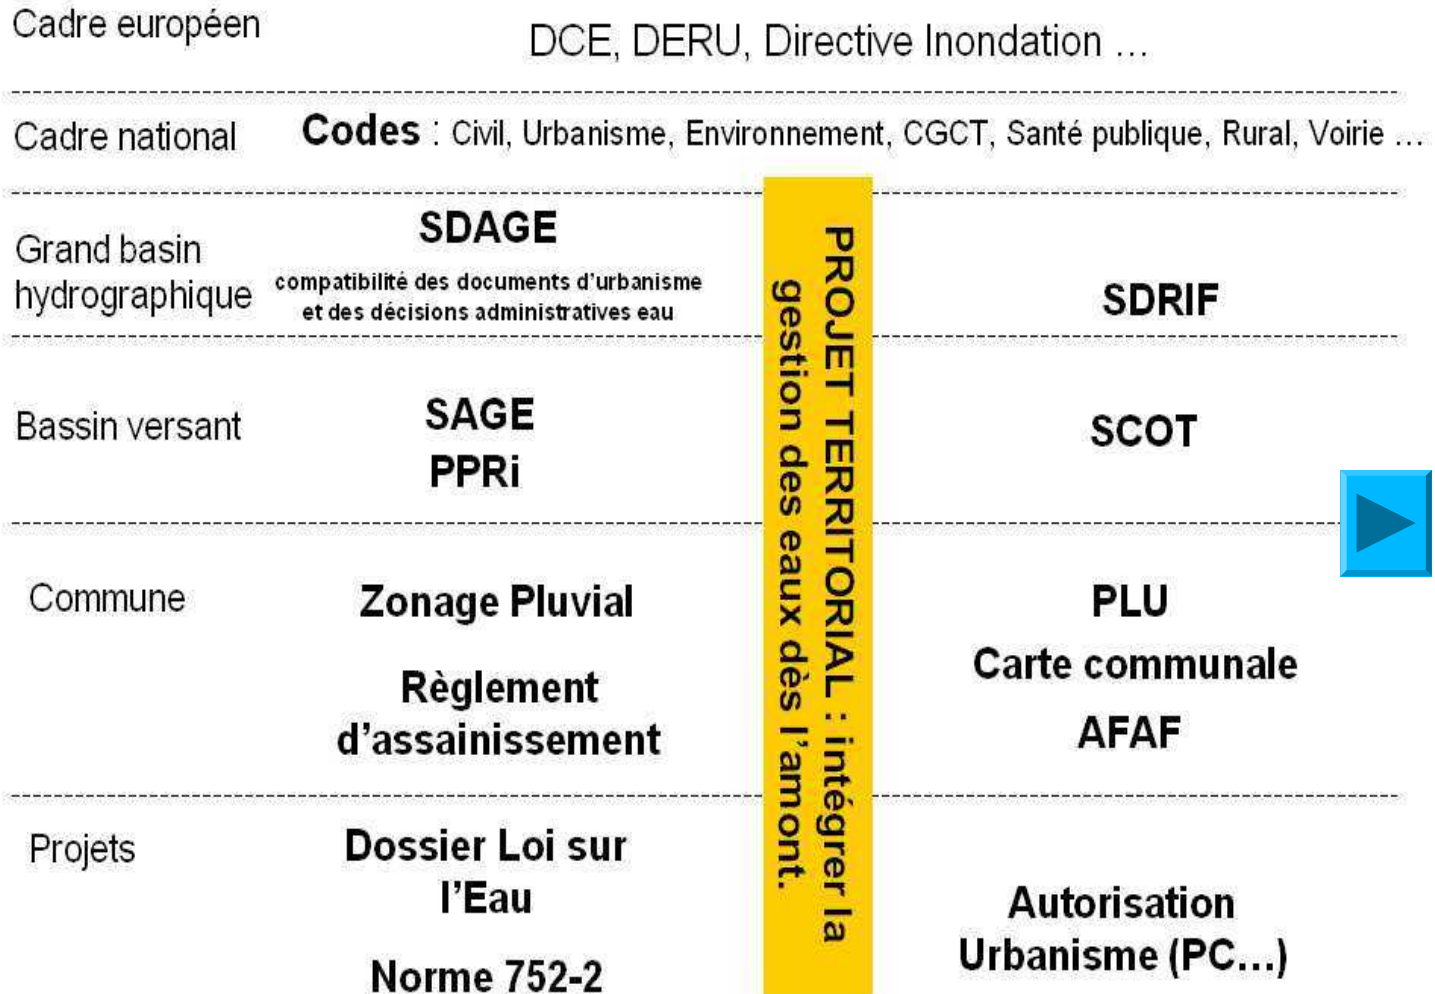 Cadre européen
DCE, DERU, Directive Inondation ...
Cadre national
Codes : Civil, Urbanisme, Environnement, CGCT, Santé publique, Rural, Voirie ...
Grand basin
hydrographique
SDAGE
compatibilité des documents d'urbanisme
et des décisions administratives eau
SDRIF
PROJET TERRITORIAL : intégrer la
gestion des eaux dès l'amont.
Bassin versant
SAGE
PPRi
SCOT
Commune
Zonage Pluvial
Règlement
d'assainissement
PLU
Carte communale
AFAF
Projets
Dossier Loi sur
l'Eau
Norme 752-2
Autorisation
Urbanisme (PC...)